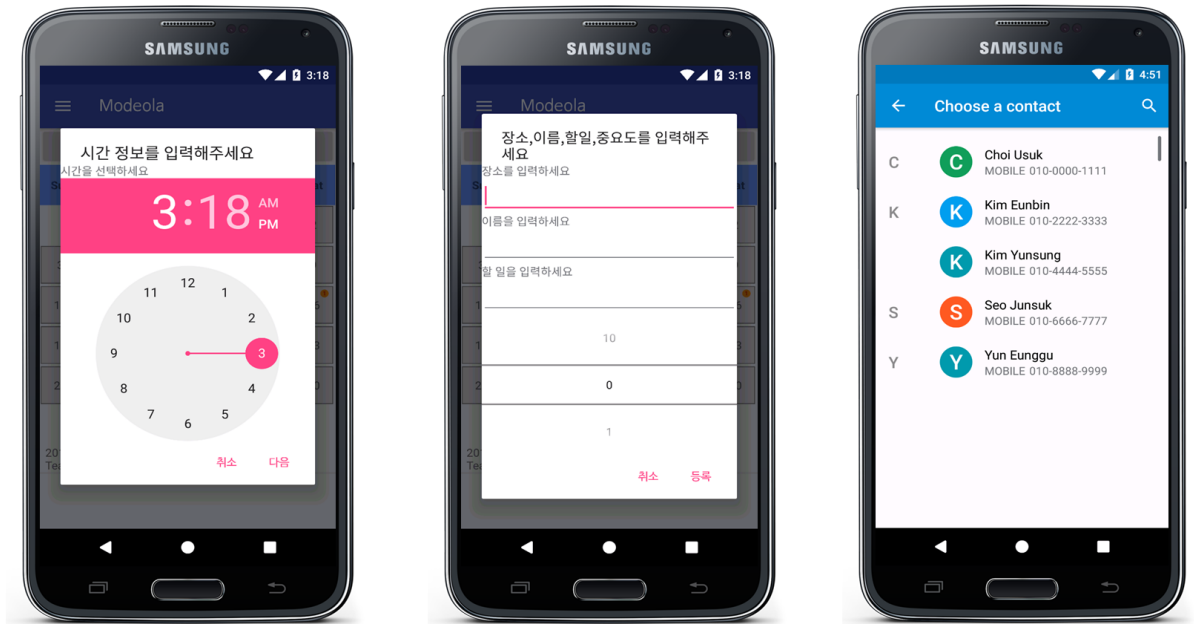 SAMSUNG
3:18
Modeola
시간 정보를 입력해주세요
시간을 선택하세요
3:18
AM
PM
12
11
1
10
2
9
3
8
4
7
5
6
취소
다음
SAMSUNG
3:18
Modeola
장소,이름,할일,중요도를 입력해주
세요
장소를 입력하세요
이름을 입력하세요
할 일을 입력하세요
10
0
1
취소
등록
SAMSUNG
4:51
Choose a contact
C
C
Choi Usuk
MOBILE 010-0000-1111
K
K
Kim Eunbin
MOBILE 010-2222-3333
K
Kim Yunsung
MOBILE 010-4444-5555
S
S
Seo Junsuk
MOBILE 010-6666-7777
Y
Y
Yun Eunggu
MOBILE 010-8888-9999